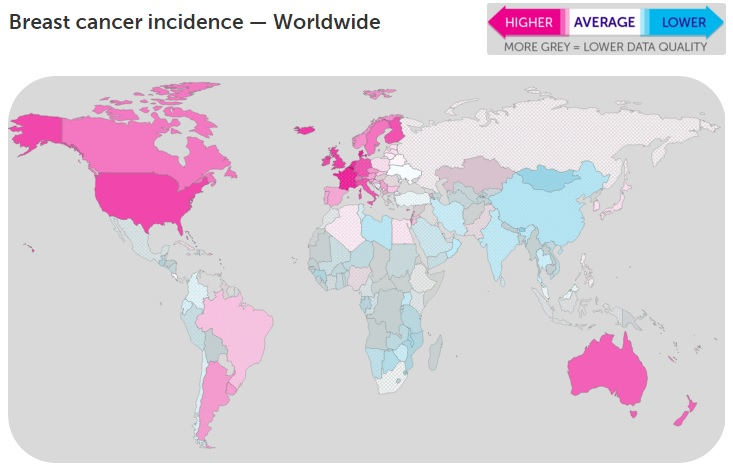 Breast cancer incidence — Worldwide
HIGHER AVERAGE LOWER
MORE GREY = LOWER DATA QUALITY